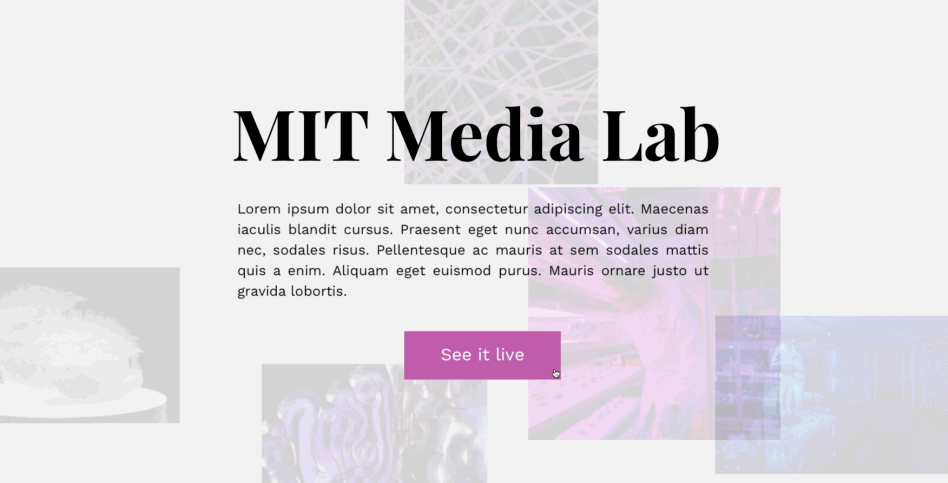 MIT Media Lab
Lorem ipsum dolor sit amet, consectetur adipiscing elit. Maecenas
iaculis blandit cursus. Praesent eget nunc accumsan, varius diam
nec, sodales risus. Pellentesque ac mauris at sem sodales mattis
quis a enim. Aliquam eget euismod purus. Mauris ornare justo ut
gravida lobortis.
See it live